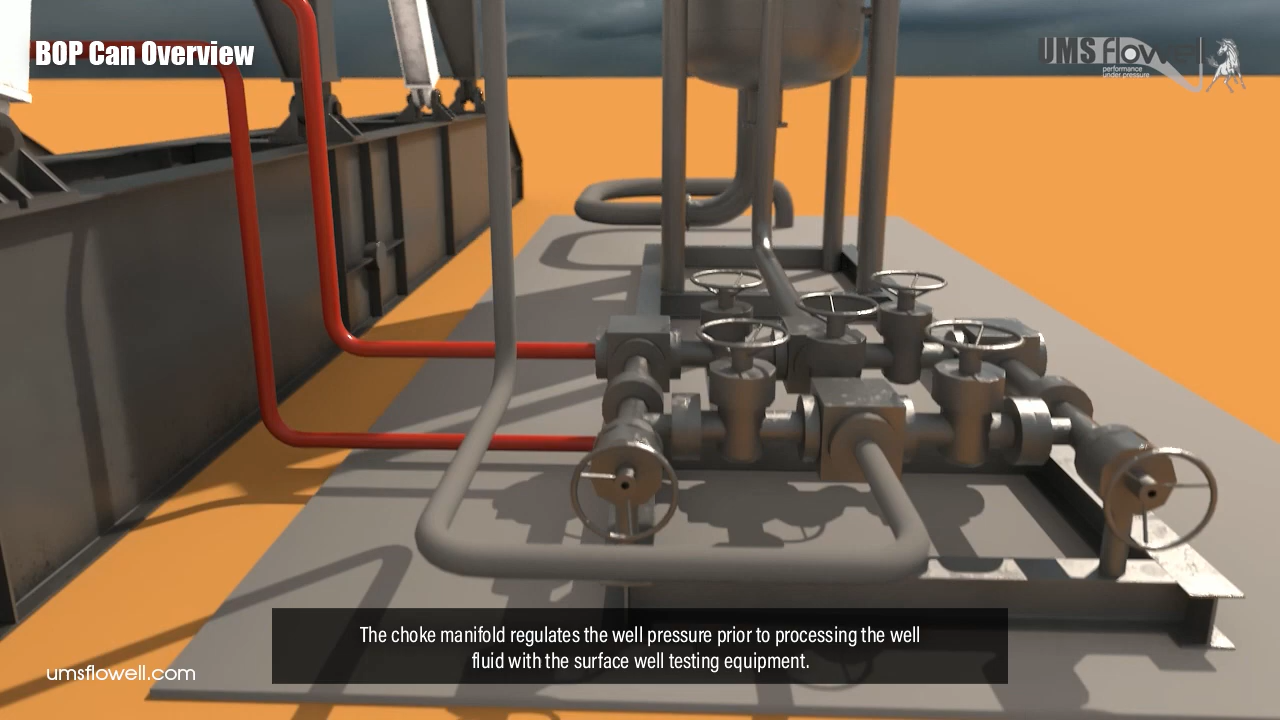 BOP Can Overview
UMS flowell
performance
under pressure
The choke manifold regulates the well pressure prior to processing the well
fluid with the surface well testing equipment.
umsflowell.com